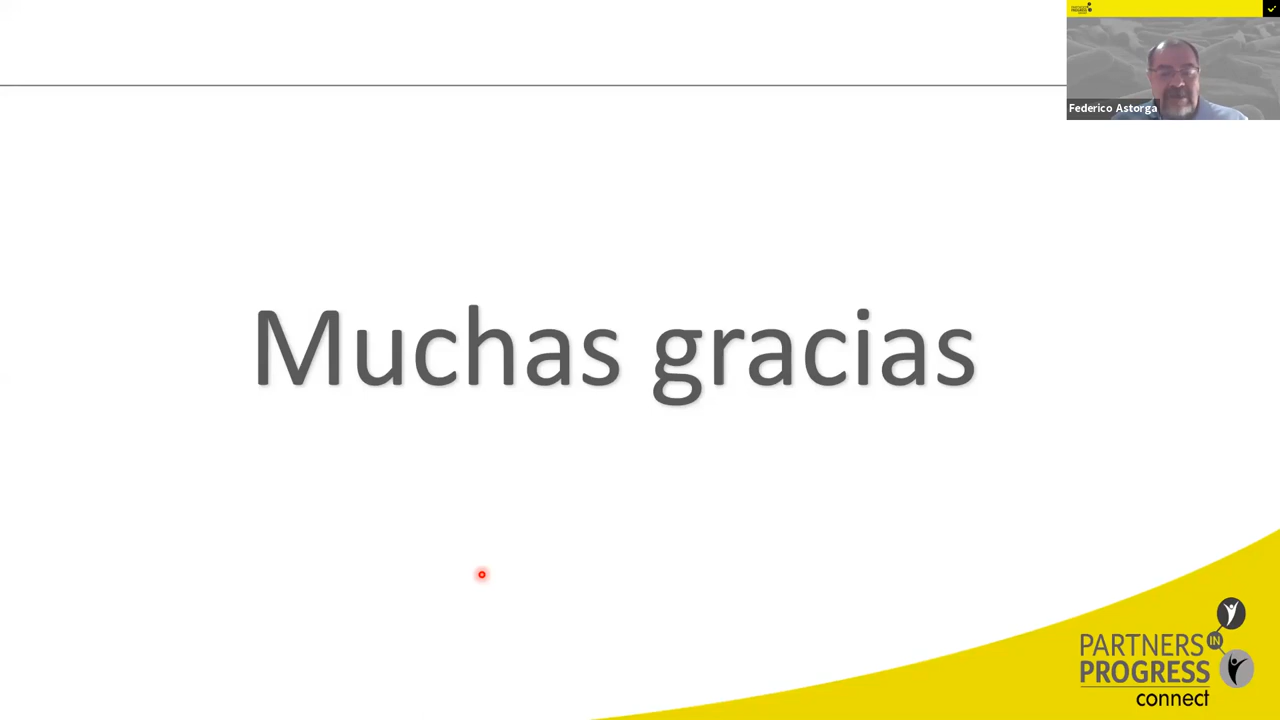 Federico Astorga
Muchas gracias
PARTNERS IN
PROGRESS
connect